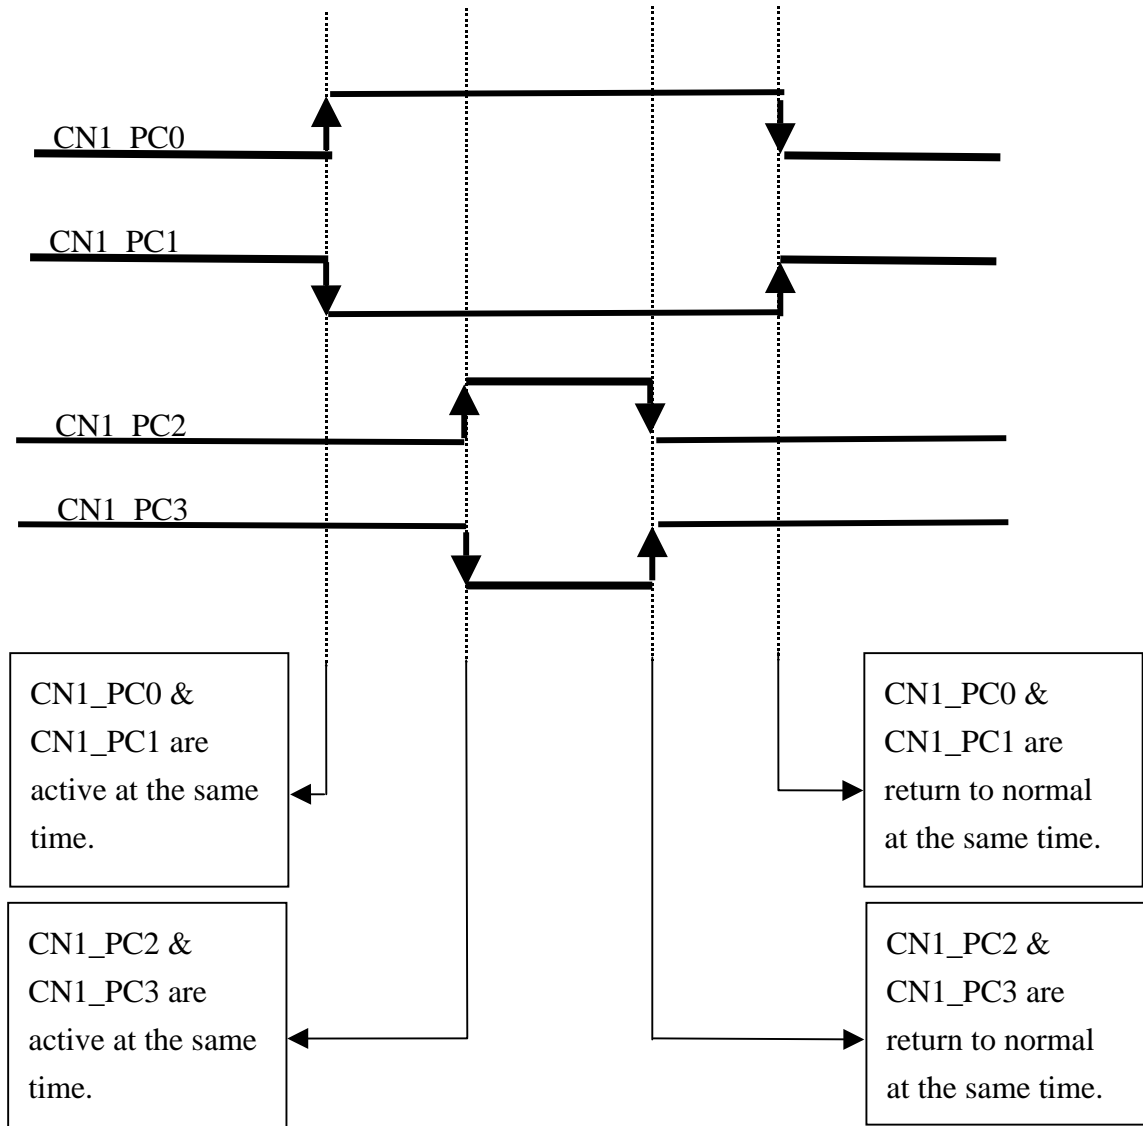 CN1_PC0
CN1_PC1
CN1_PC2
CN1_PC3
CN1_PC0 &
CN1_PC1 are
active at the same
time.
CN1_PC0 &
CN1_PC1 are
return to normal
at the same time.
CN1_PC2 &
CN1_PC3 are
active at the same
time.
CN1_PC2 &
CN1_PC3 are
return to normal
at the same time.